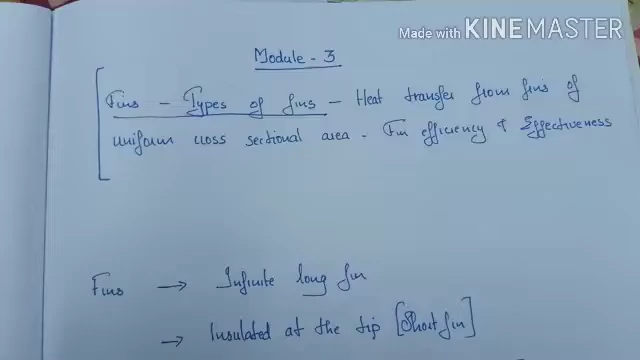 Made with KINEMASTER
Module - 3
Fins - Types of fins - Heat transfer from fins of
uniform cross sectional area - Fin efficiency & Effectiveness
Fins → Infinite long fin
→ Insulated at the tip [Short fin]